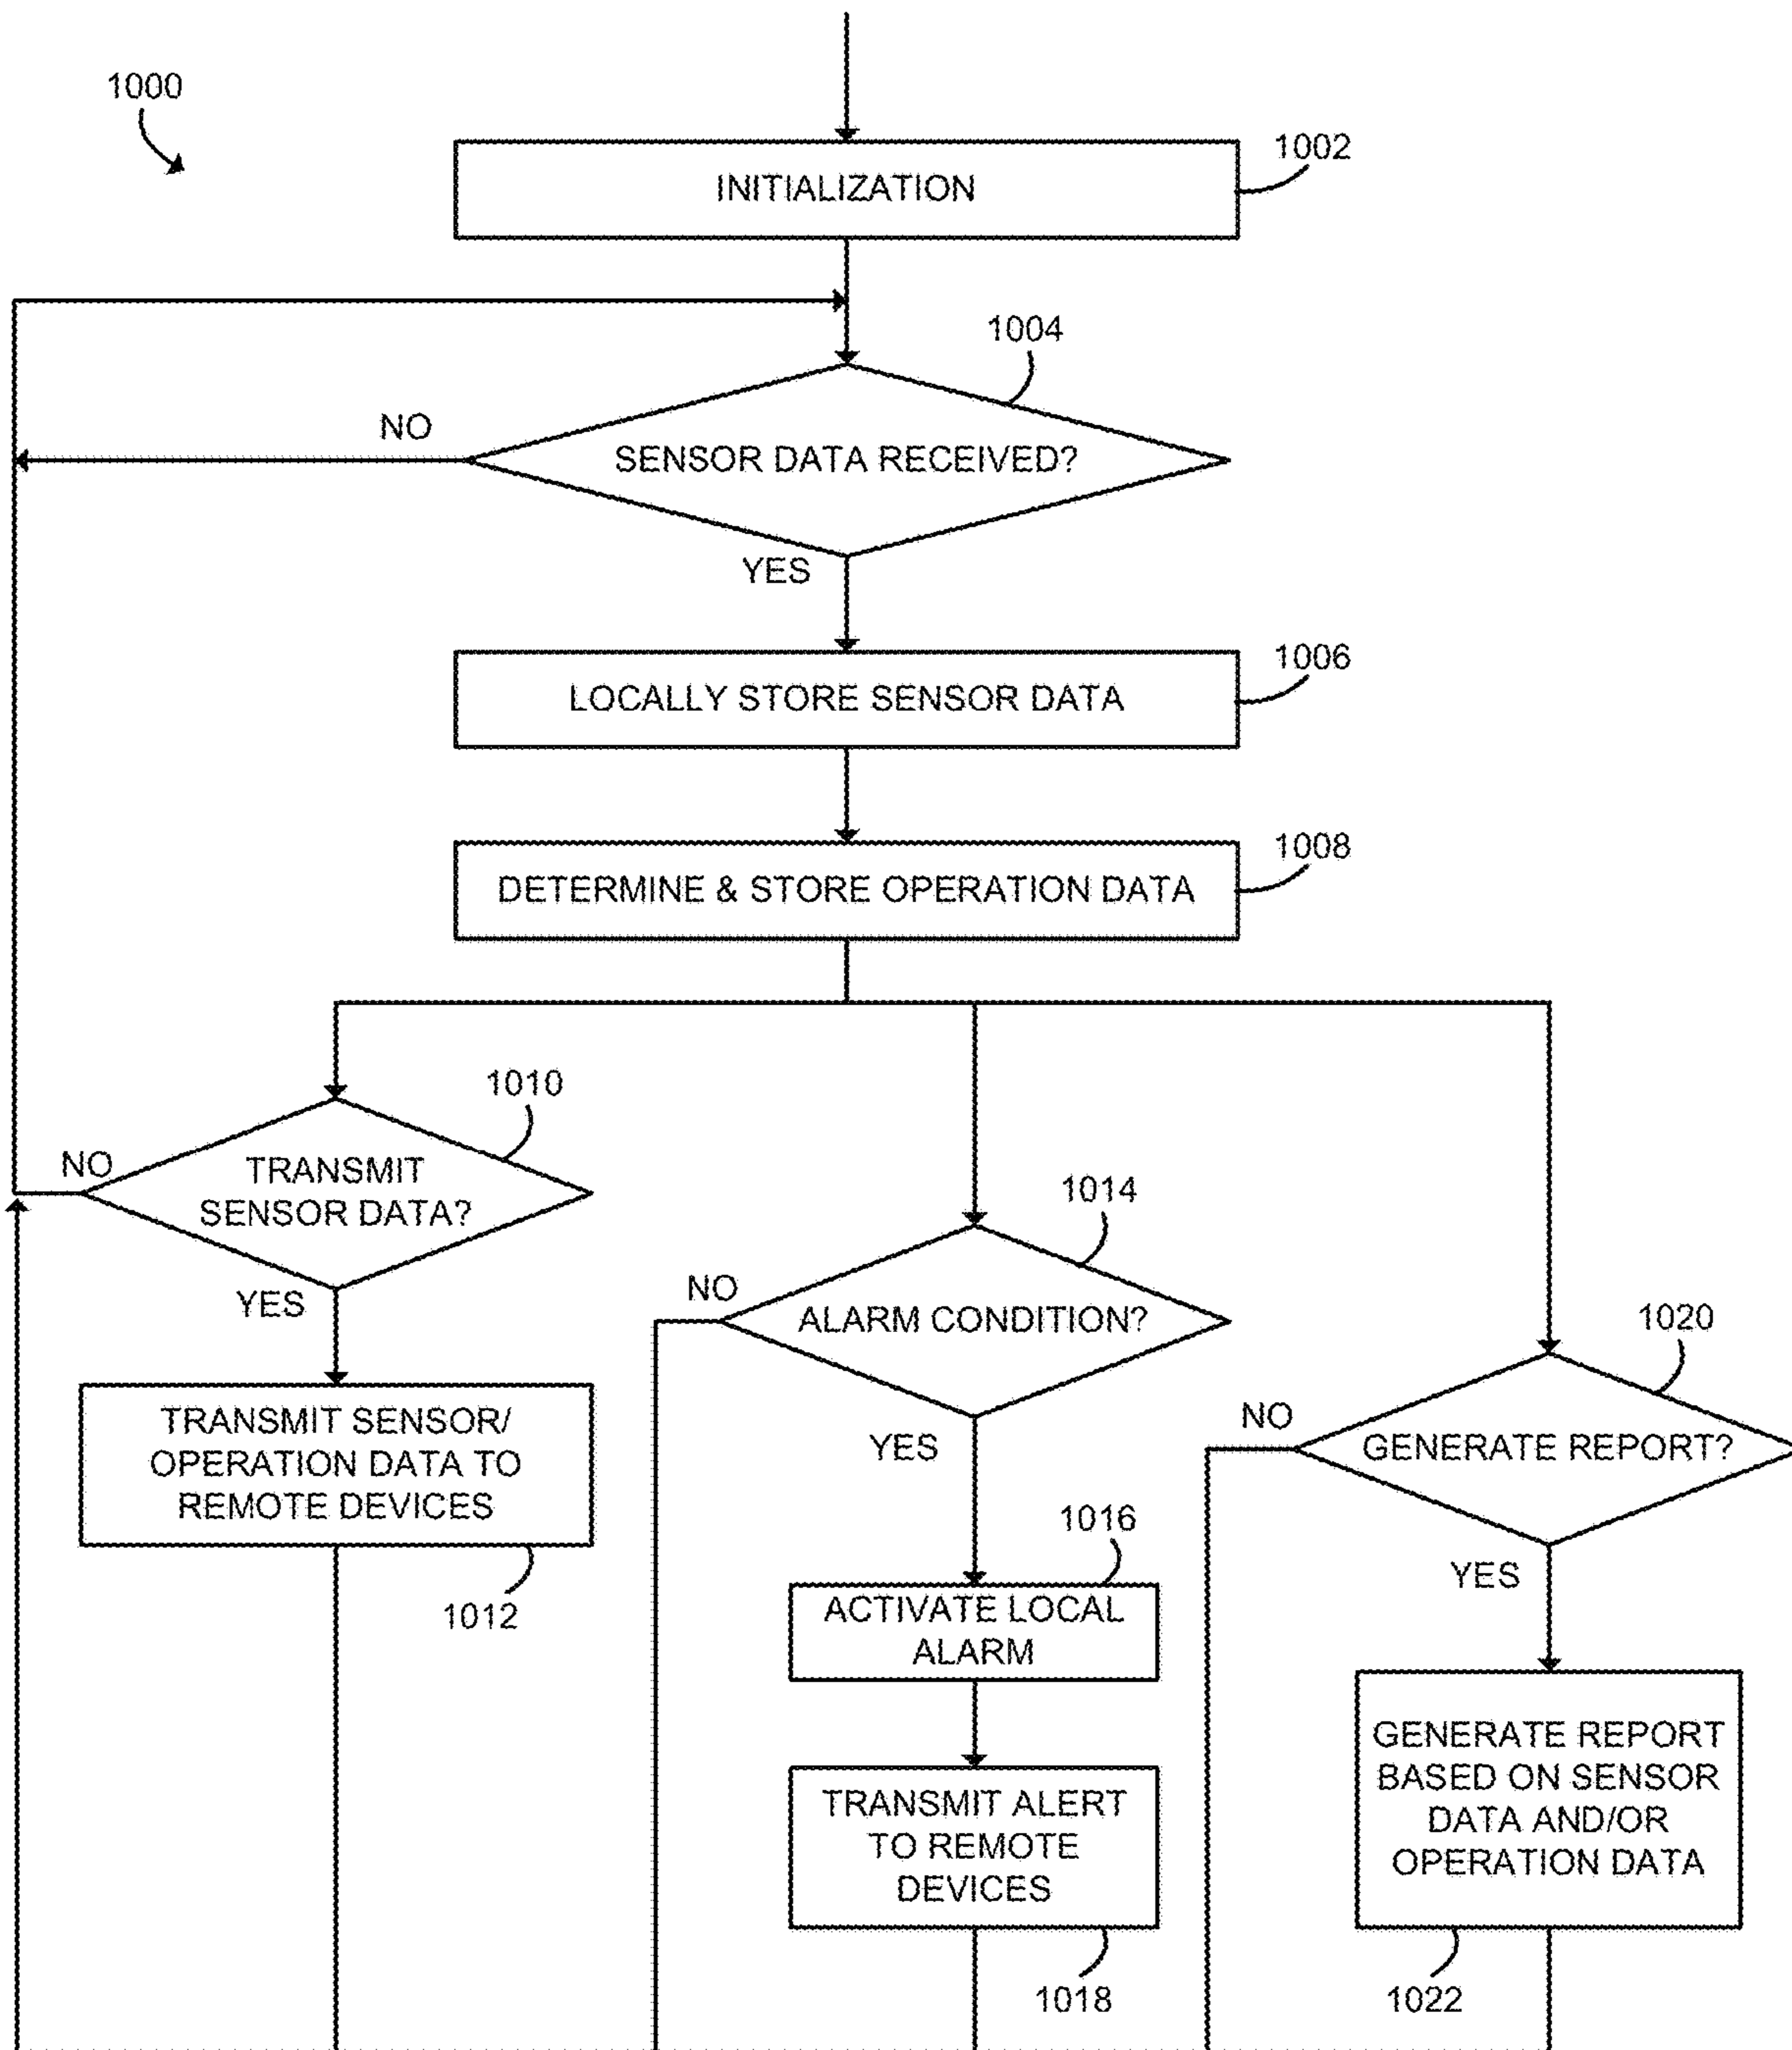 1000
1002
INITIALIZATION
1004
NO
SENSOR DATA RECEIVED?
YES
1006
LOCALLY STORE SENSOR DATA
1008
DETERMINE & STORE OPERATION DATA
1010
NO
TRANSMIT
SENSOR DATA?
YES
TRANSMIT SENSOR/
OPERATION DATA TO
REMOTE DEVICES
1012
1014
NO
ALARM CONDITION?
YES
1016
ACTIVATE LOCAL
ALARM
TRANSMIT ALERT
TO REMOTE
DEVICES
1018
1020
NO
GENERATE REPORT?
YES
GENERATE REPORT
BASED ON SENSOR
DATA AND/OR
OPERATION DATA
1022